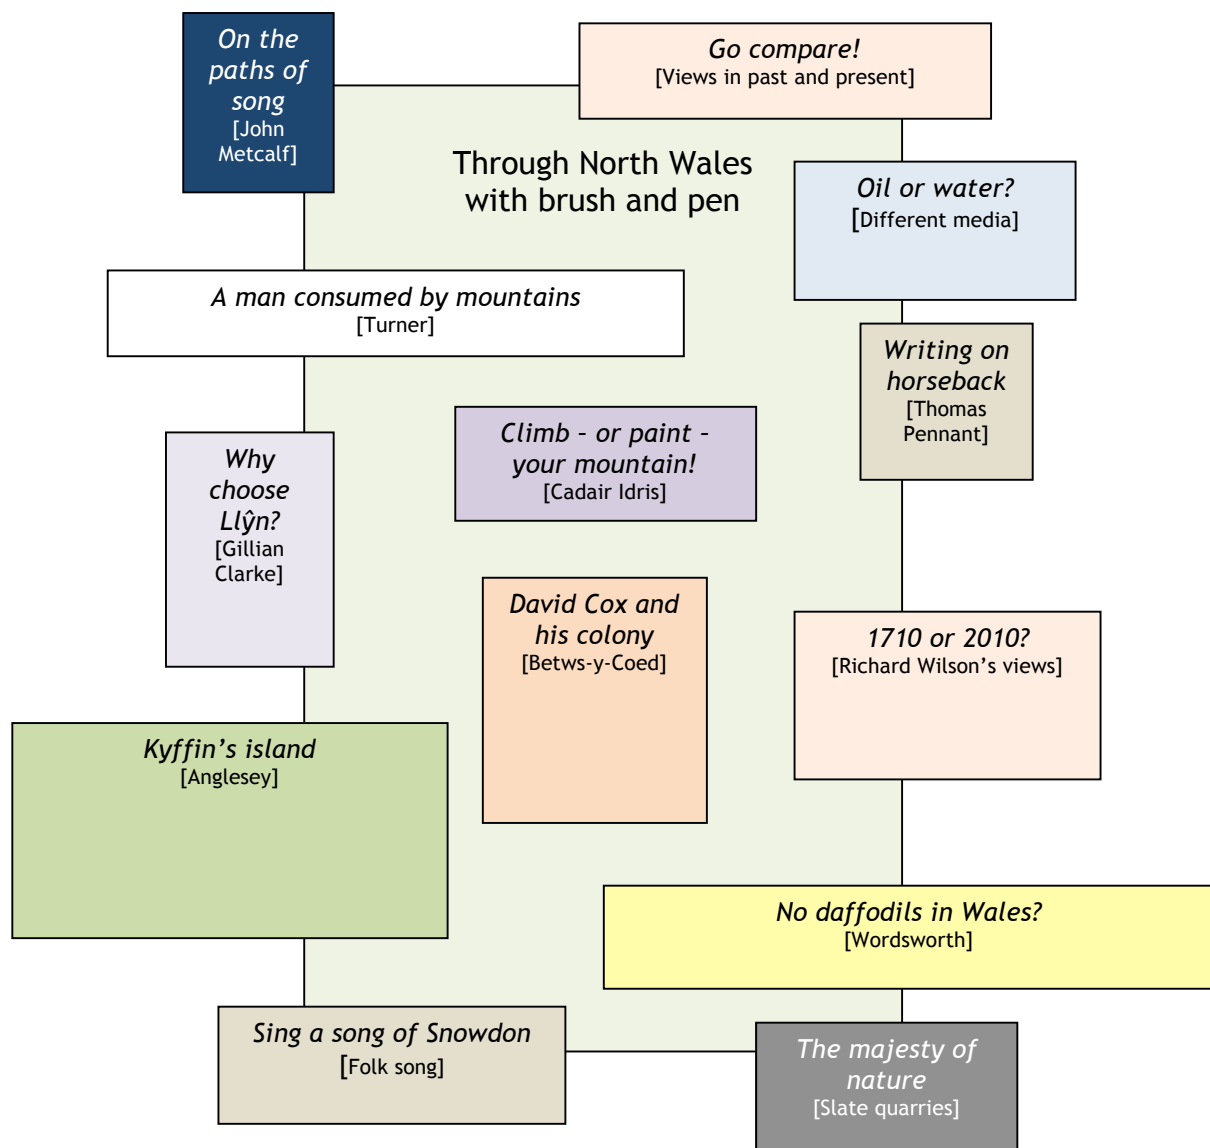 On the
paths of
song
[John
Metcalf]
Go compare!
[Views in past and present]
Through North Wales
with brush and pen
Oil or water?
[Different media]
A man consumed by mountains
[Turner]
Writing on
horseback
[Thomas
Pennant]
Climb – or paint –
your mountain!
[Cadair Idris]
Why
choose
Llŷn?
[Gillian
Clarke]
David Cox and
his colony
[Betws-y-Coed]
1710 or 2010?
[Richard Wilson’s views]
Kyffin’s island
[Anglesey]
No daffodils in Wales?
[Wordsworth]
Sing a song of Snowdon
[Folk song]
The majesty of
nature
[Slate quarries]